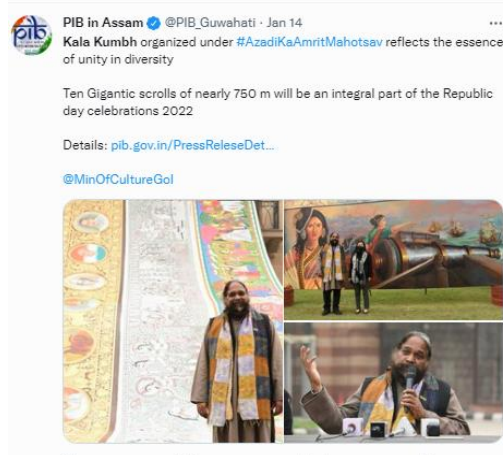 pib
PIB in Assam @PIB_Guwahati · Jan 14
Kala Kumbh organized under #AzadiKaAmritMahotsav reflects the essence
of unity in diversity
Ten Gigantic scrolls of nearly 750 m will be an integral part of the Republic
day celebrations 2022
Details: pib.gov.in/PressReleseDet...
@MinOfCultureGoI